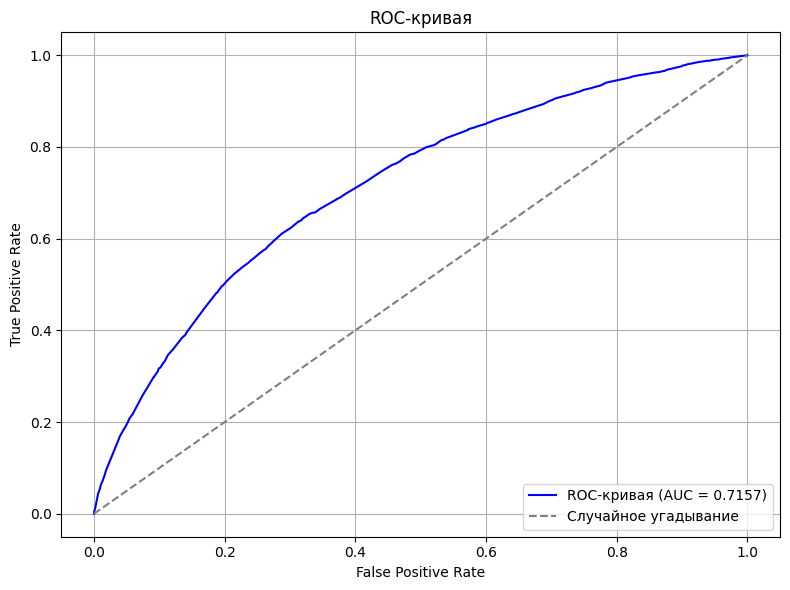 ROC-кривая
True Positive Rate
1.0
0.8
0.6
0.4
0.2
0.0
0.0 0.2 0.4 0.6 0.8 1.0
False Positive Rate
ROC-кривая (AUC = 0.7157)
Случайное угадывание